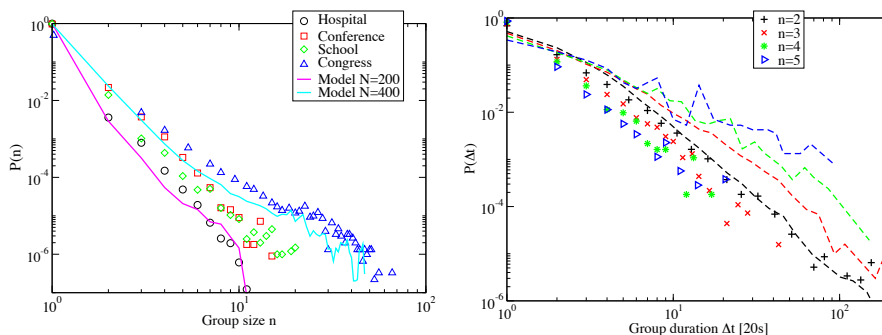 Hospital
Conference
School
Congress
Model N=200
Model N=400
10^0
10^-2
10^-4
10^-6
P(n)
10^0
10^1
10^2
Group size n
n=2
n=3
n=4
n=5
10^0
10^-2
10^-4
10^-6
P(Δt)
10^0
10^1
10^2
Group duration Δt [20s]